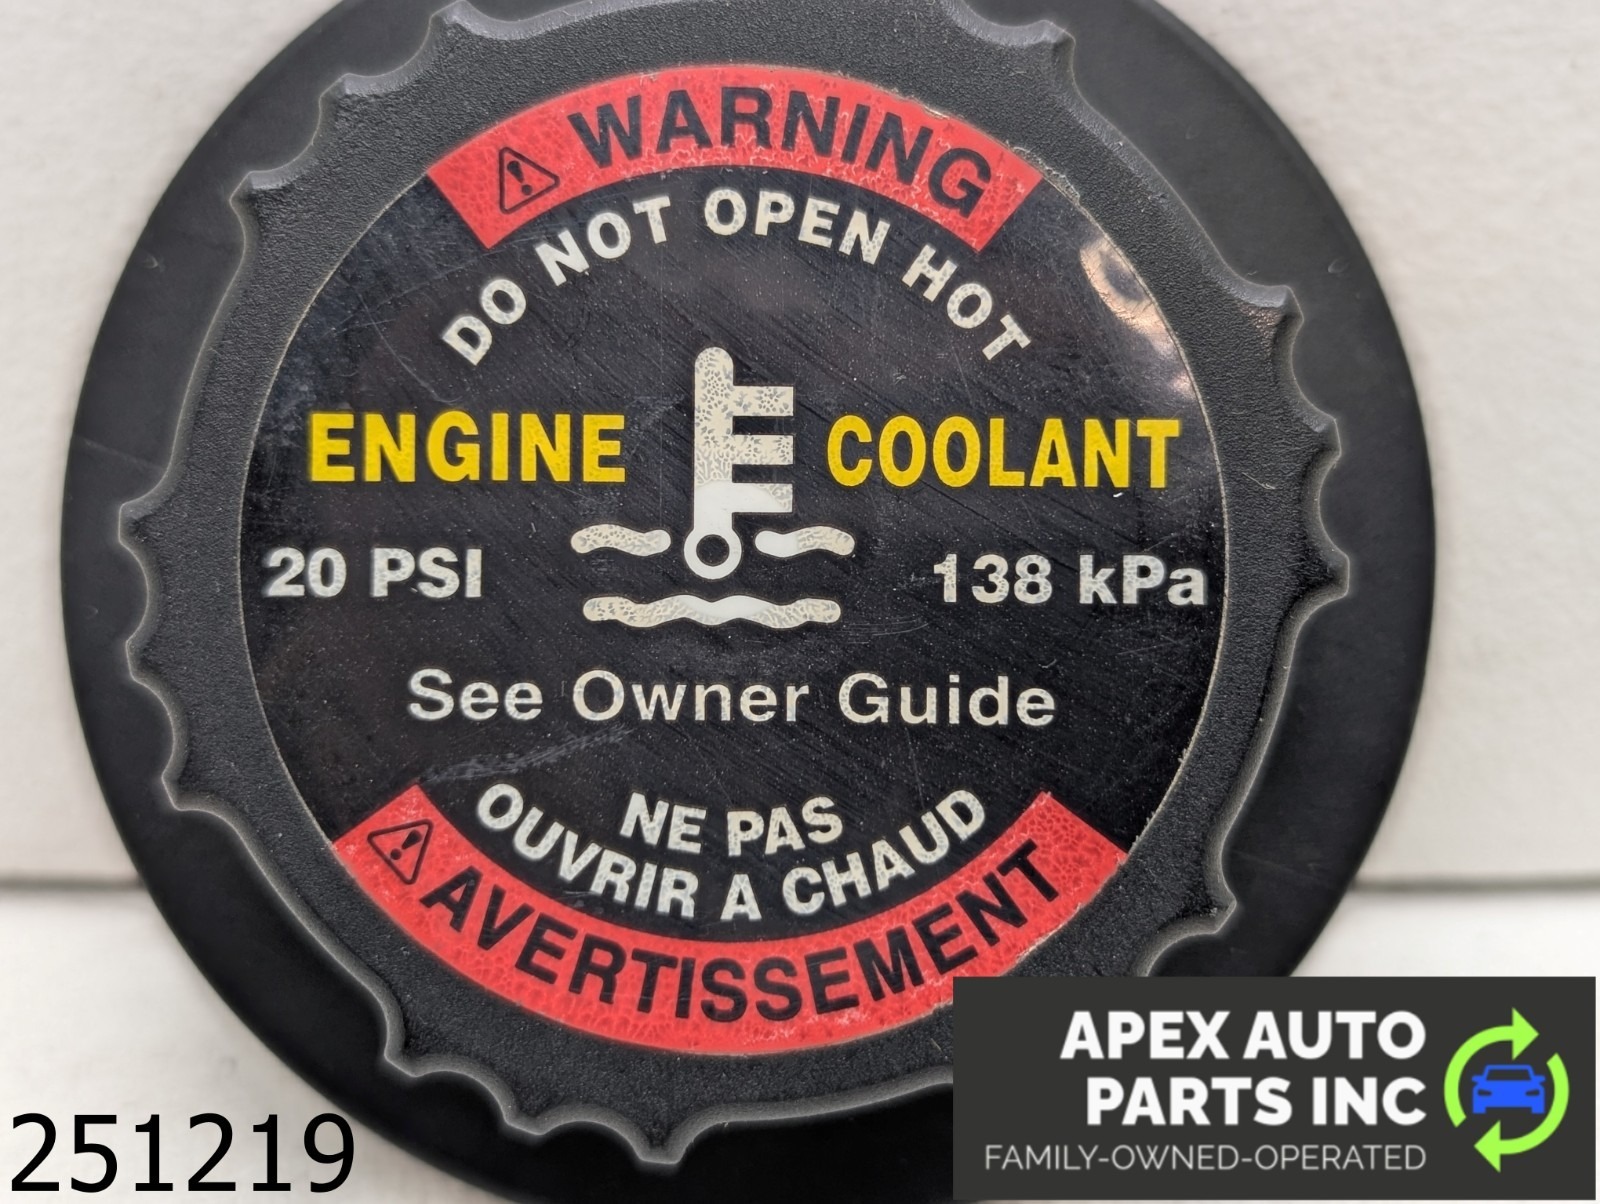 WARNING
DO NOT OPEN HOT
ENGINE COOLANT
20 PSI 138 kPa
See Owner Guide
NE PAS
OUVRIR A CHAUD
AVERTISSEMENT
APEX AUTO
PARTS INC
FAMILY-OWNED-OPERATED
251219